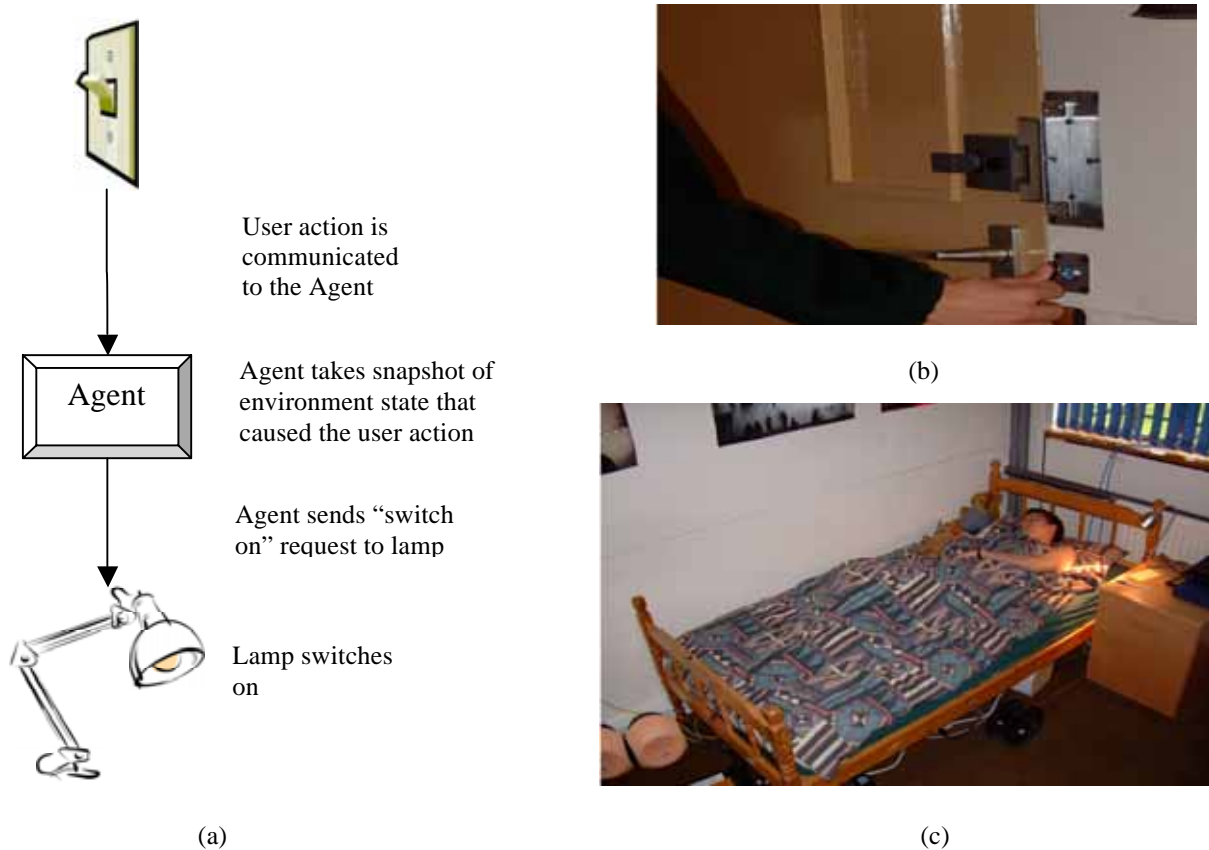 User action is
communicated
to the Agent
Agent
Agent takes snapshot of
environment state that
caused the user action
Agent sends “switch
on” request to lamp
Lamp switches
on
(a)
(b)
(c)